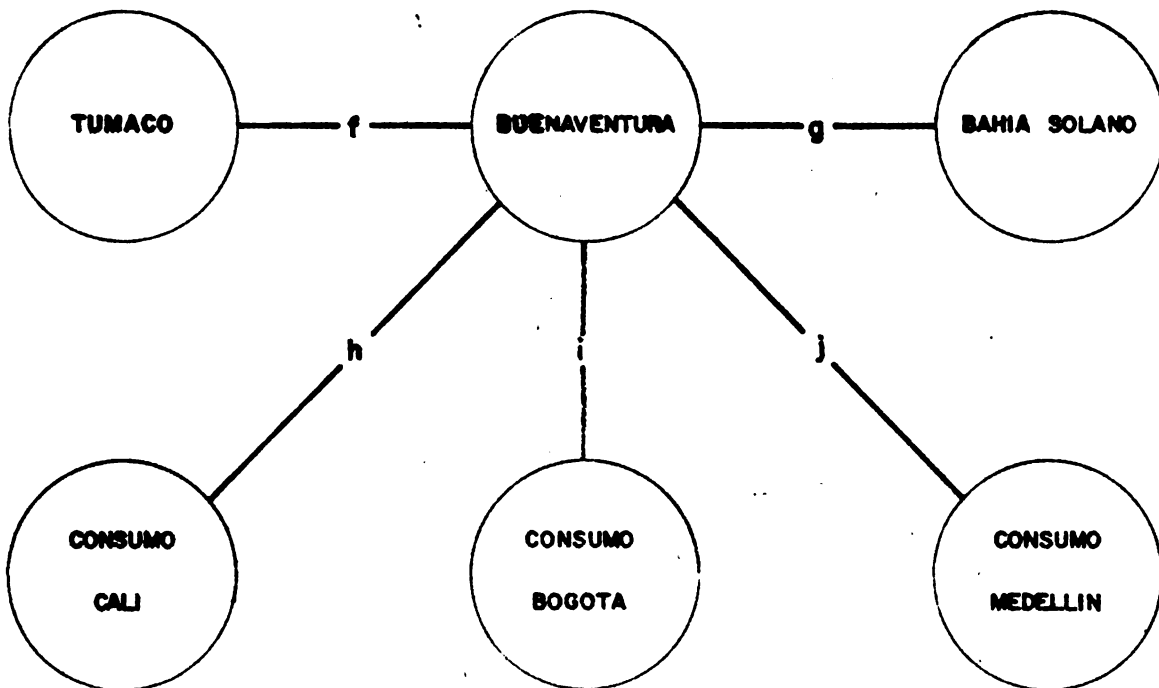 TUMACO
f
BUENAVENTURA
g
BAHIA SOLANO
h
i
j
CONSUMO
CALI
CONSUMO
BOGOTA
CONSUMO
MEDELLIN